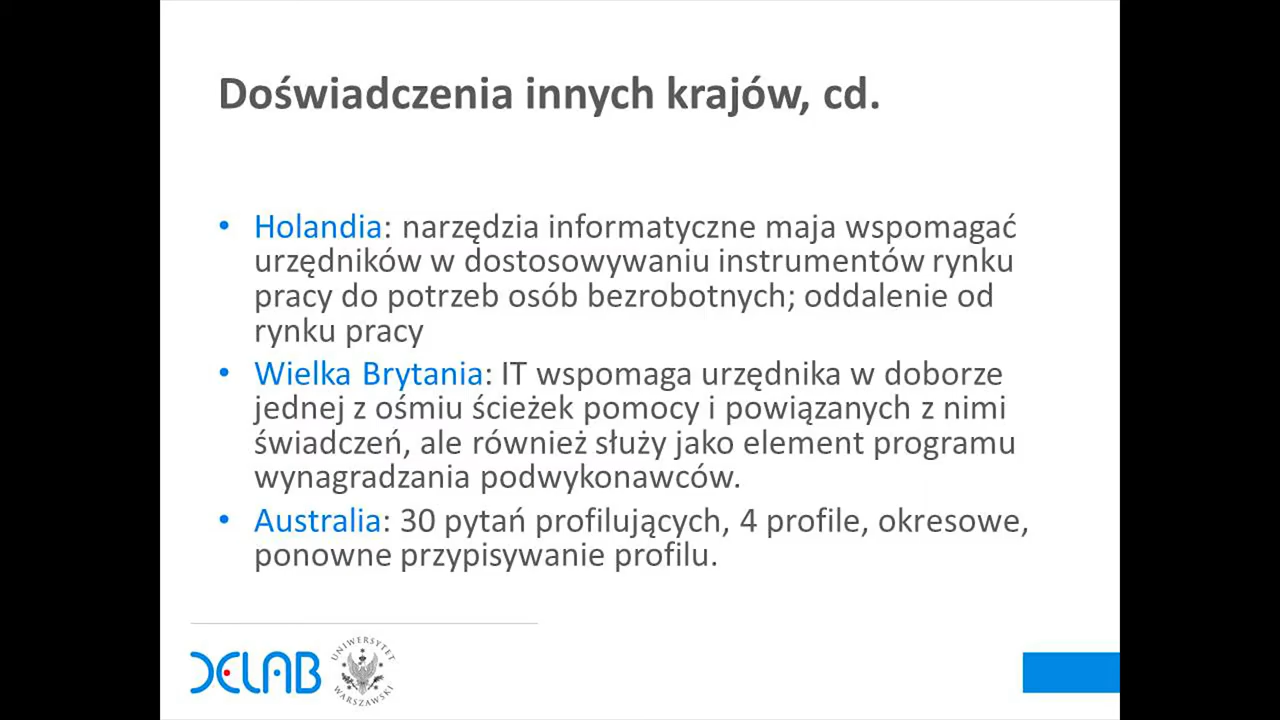 Doświadczenia innych krajów, cd.
• Holandia: narzędzia informatyczne maja wspomagać
urzędników w dostosowywaniu instrumentów rynku
pracy do potrzeb osób bezrobotnych; oddalenie od
rynku pracy
• Wielka Brytania: IT wspomaga urzędnika w doborze
jednej z ośmiu ścieżek pomocy i powiązanych z nimi
świadczeń, ale również służy jako element programu
wynagradzania podwykonawców.
• Australia: 30 pytań profilujących, 4 profile, okresowe,
ponowne przypisywanie profilu.
DELAB
UNIWERSYTET
WARSZAWSKI